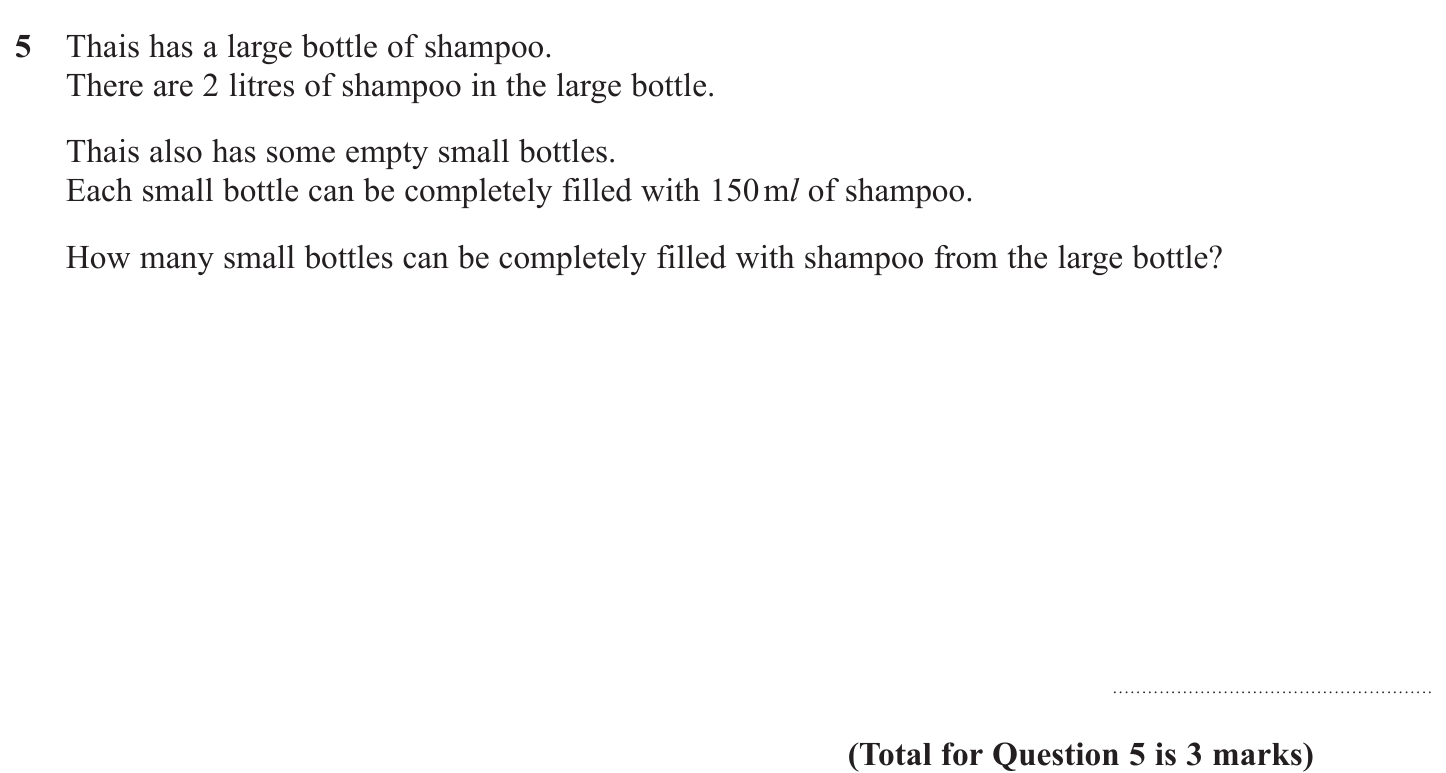 5 Thais has a large bottle of shampoo.
There are 2 litres of shampoo in the large bottle.
Thais also has some empty small bottles.
Each small bottle can be completely filled with 150 ml of shampoo.
How many small bottles can be completely filled with shampoo from the large bottle?
(Total for Question 5 is 3 marks)